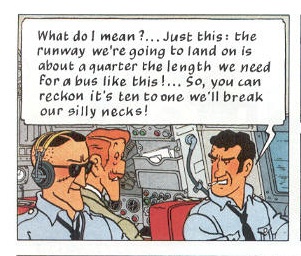 What do I mean?... Just this: the
runway we're going to land on is
about a quarter the length we need
for a bus like this!... So, you can
reckon it's ten to one we'll break
our silly necks!